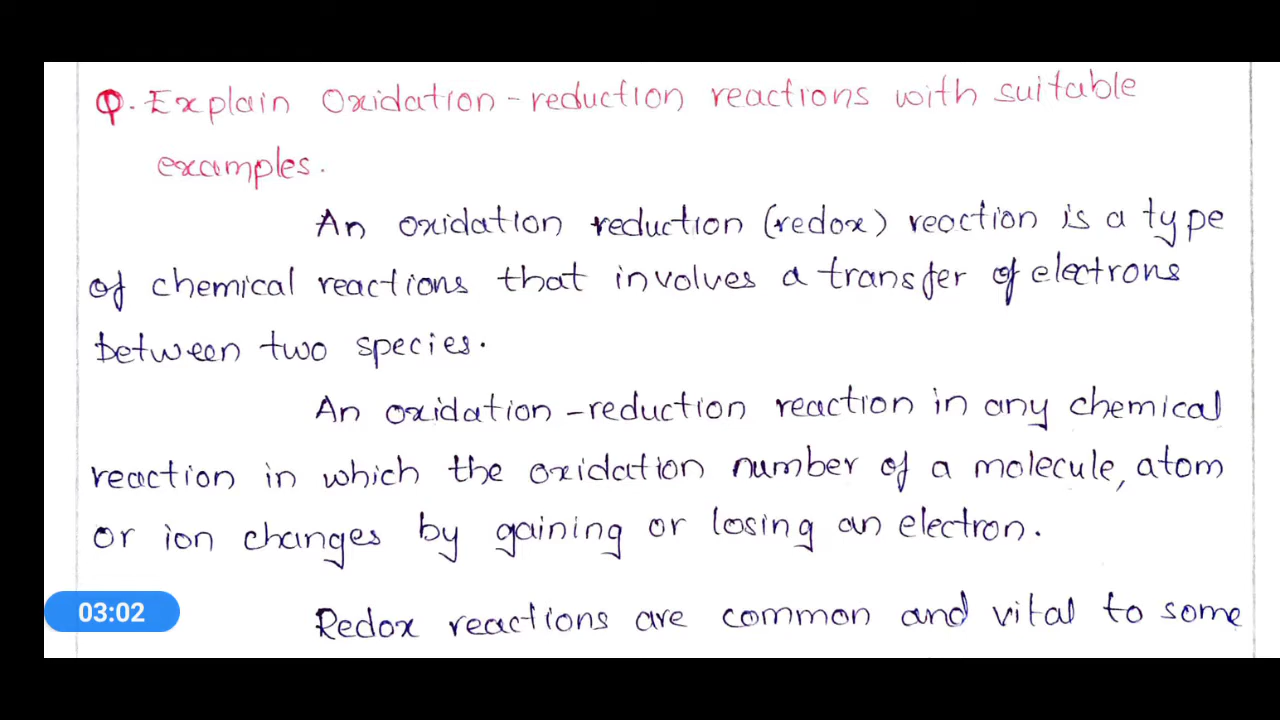 Q. Explain Oxidation-reduction reactions with suitable
examples.
An oxidation reduction (redox) reaction is a type
of chemical reactions that involves a transfer of electrons
between two species.
An oxidation-reduction reaction in any chemical
reaction in which the oxidation number of a molecule, atom
or ion changes by gaining or losing an electron.
03:02
Redox reactions are common and vital to some